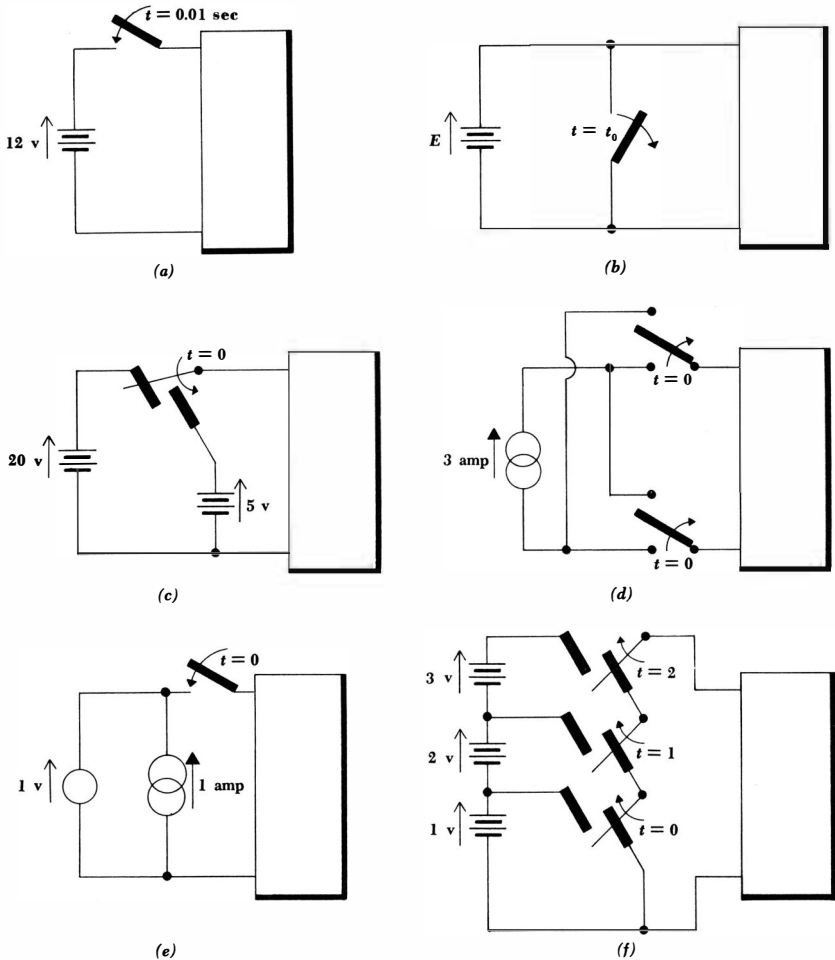 t = 0.01 sec
12 v
(a)
E
t = t₀
(b)
t = 0
20 v
5 v
(c)
t = 0
3 amp
t = 0
(d)
t = 0
1 v
1 amp
(e)
3 v
t = 2
2 v
t = 1
1 v
t = 0
(f)